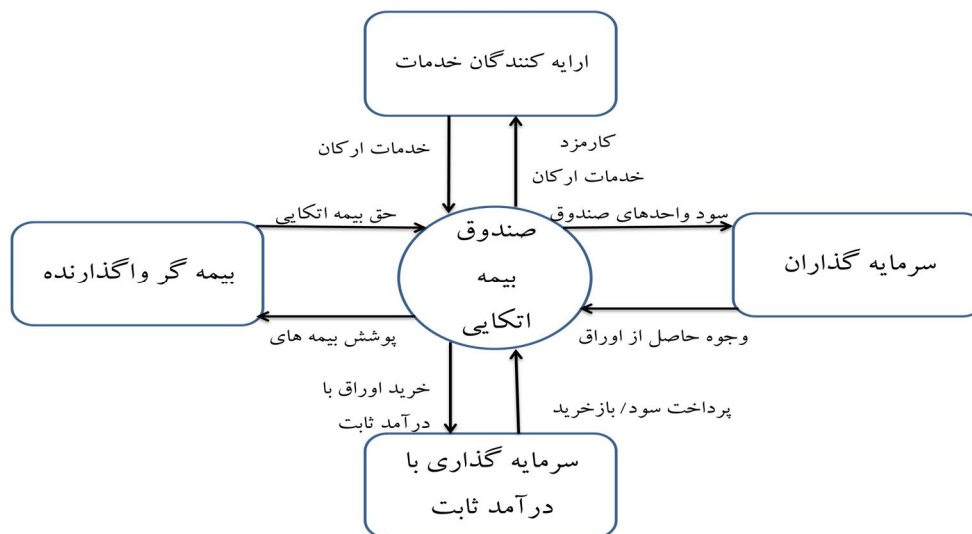 ارایه کنندگان خدمات
خدمات ارکان
کارمزد
خدمات ارکان
حق بیمه اتکایی
سود واحدهای صندوق
بیمه گر واگذارنده
صندوق
بیمه
اتکایی
سرمایه گذاران
پوشش بیمه های
وجوه حاصل از اوراق
خرید اوراق با
درآمد ثابت
پرداخت سود/ بازخرید
سرمایه گذاری با
درآمد ثابت